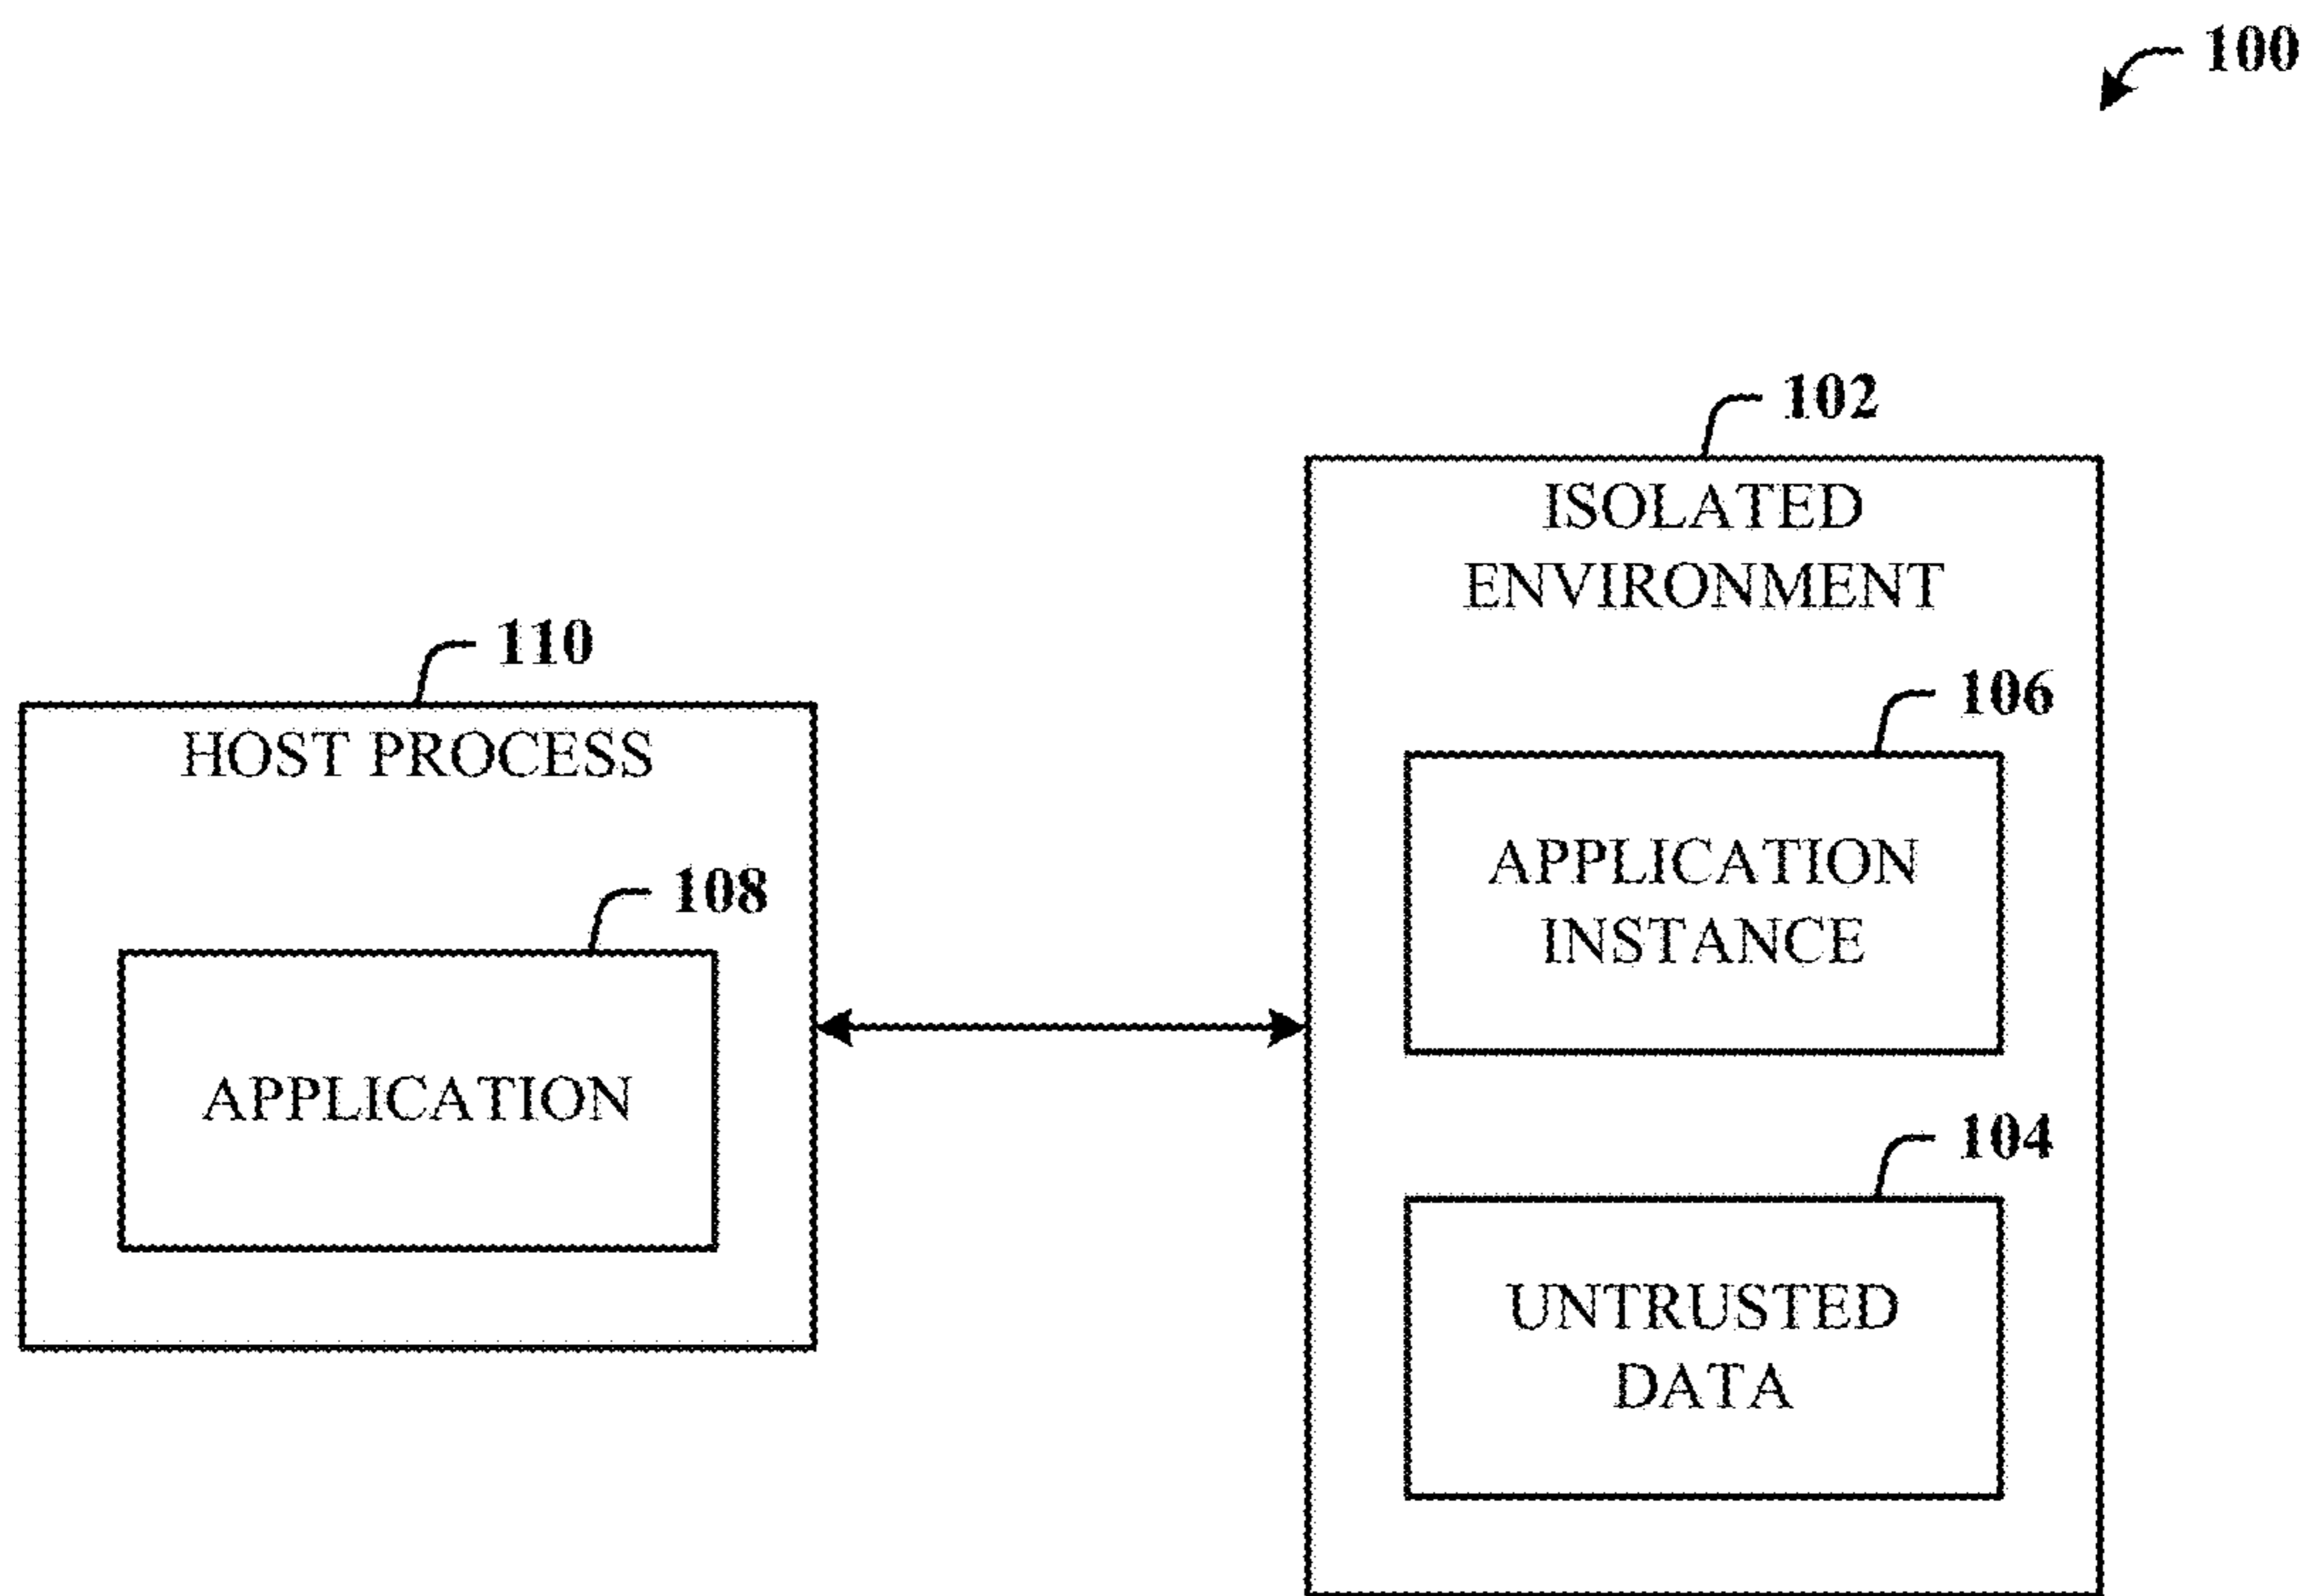 100
102
ISOLATED
ENVIRONMENT
110
HOST PROCESS
106
APPLICATION
INSTANCE
108
APPLICATION
104
UNTRUSTED
DATA